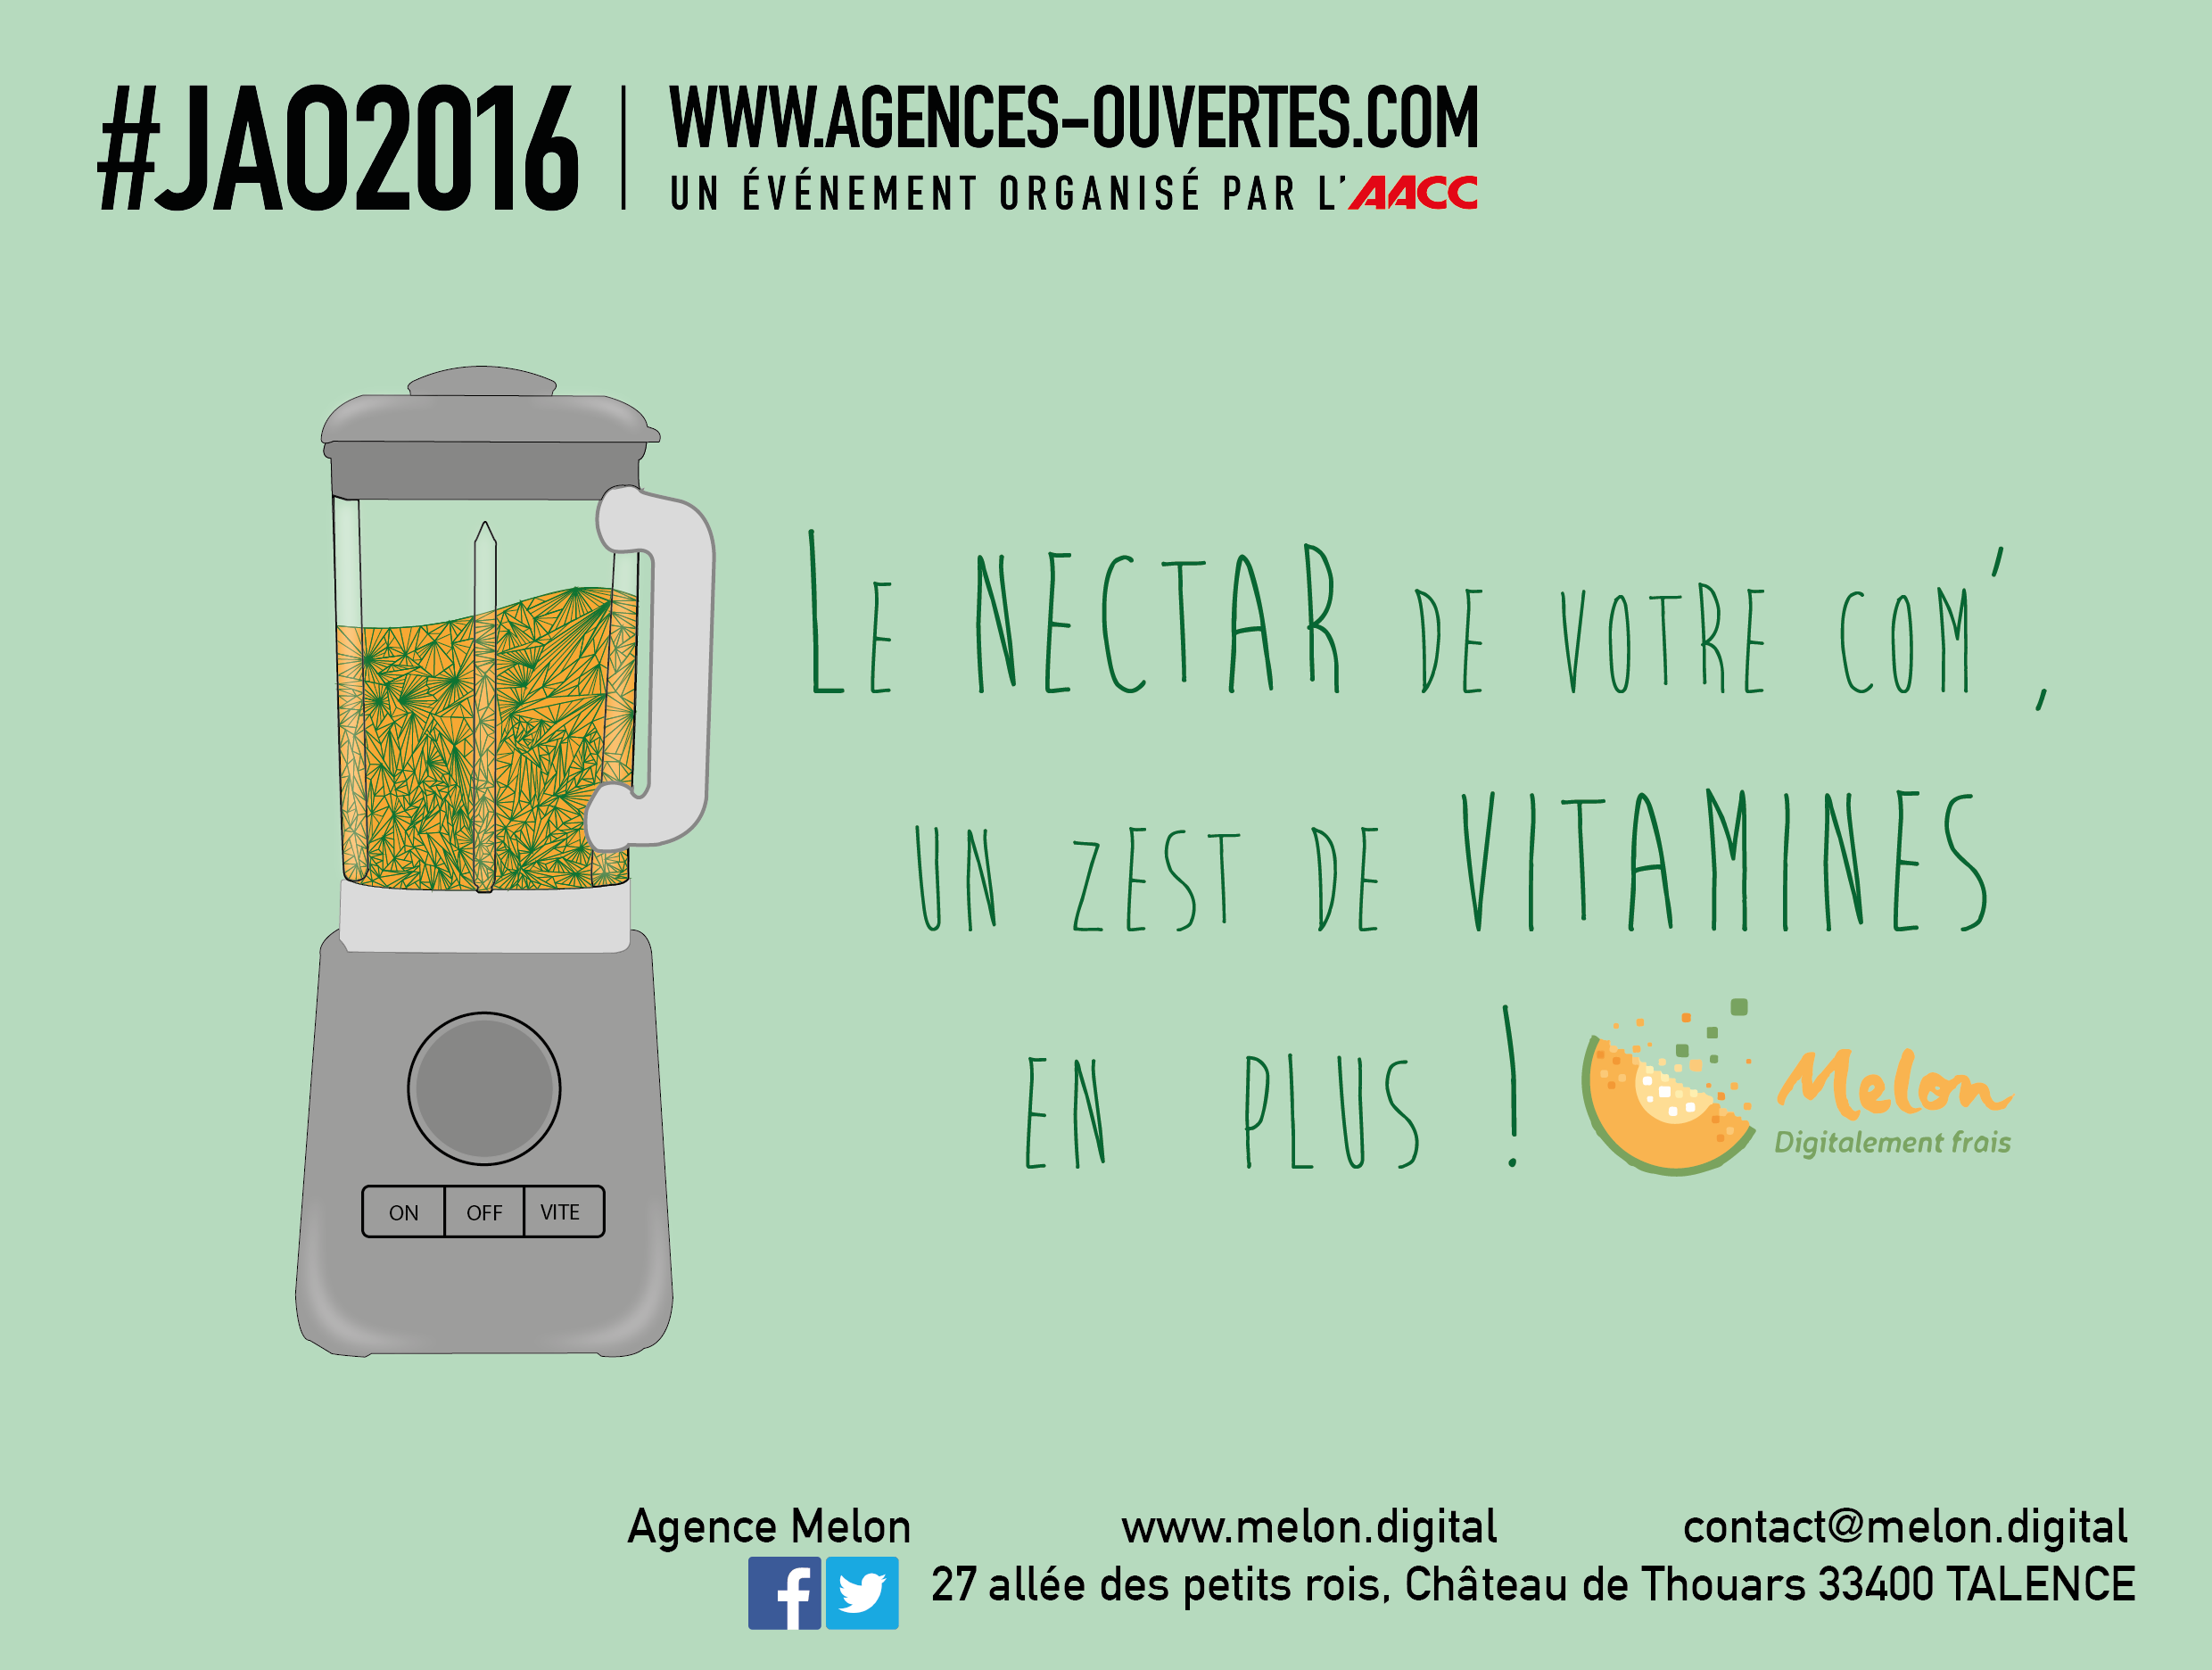 #JAO2016
WWW.AGENCES-OUVERTES.COM
UN ÉVÉNEMENT ORGANISÉ PAR L'AACC
LE NECTAR DE VOTRE COM',
UN ZEST DE VITAMINES
EN PLUS !
Melon
Digitalement frais
ON OFF VITE
Agence Melon www.melon.digital contact@melon.digital
27 allée des petits rois, Château de Thouars 33400 TALENCE